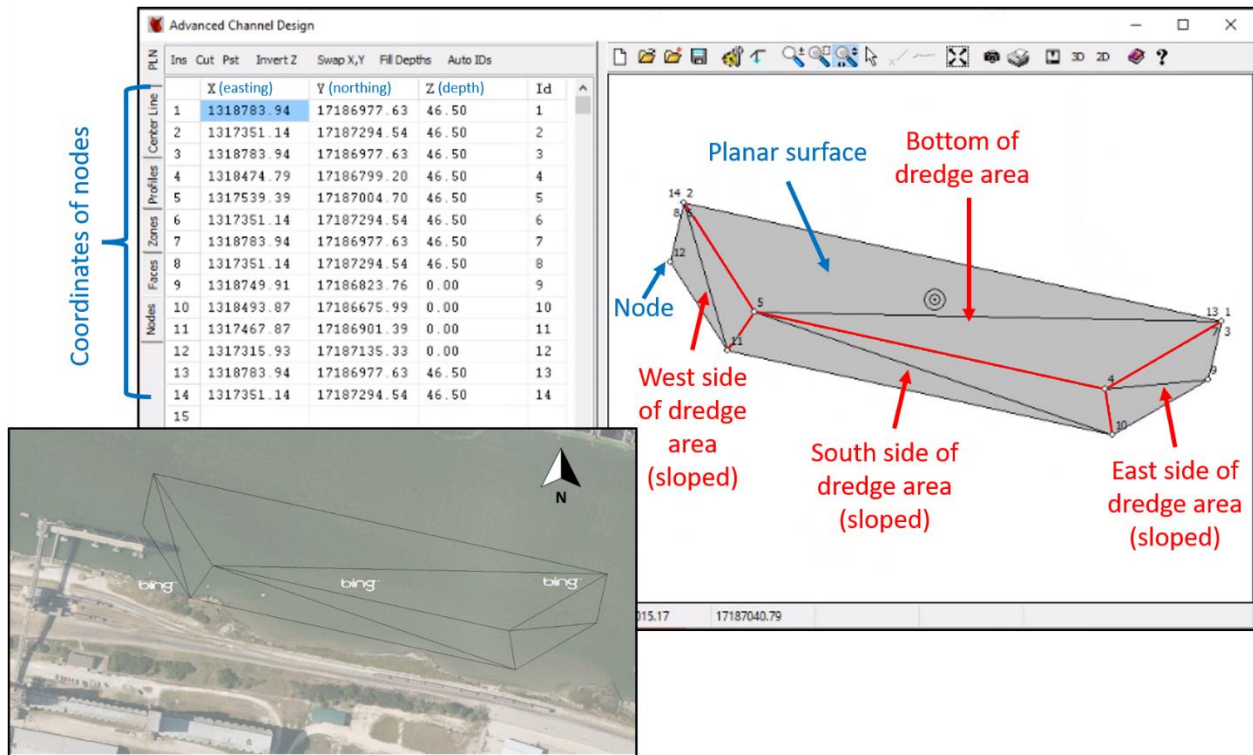 Advanced Channel Design
PLN
Ins Cut Pst Invert Z Swap X,Y Fill Depths Auto IDs
3D 2D ?
X (easting) Y (northing) Z (depth) Id
1 1318783.94 17186977.63 46.50 1
2 1317351.14 17187294.54 46.50 2
3 1318783.94 17186977.63 46.50 3
4 1318474.79 17186799.20 46.50 4
5 1317539.39 17187004.70 46.50 5
6 1317351.14 17187294.54 46.50 6
7 1318783.94 17186977.63 46.50 7
8 1317351.14 17187294.54 46.50 8
9 1318749.91 17186823.76 0.00 9
10 1318493.87 17186675.99 0.00 10
11 1317467.87 17186901.39 0.00 11
12 1317315.93 17187135.33 0.00 12
13 1318783.94 17186977.63 46.50 13
14 1317351.14 17187294.54 46.50 14
15
Center Line
Profiles
Zones
Faces
Nodes
Coordinates of nodes
Planar surface
Bottom of
dredge area
14 2
8
12
Node
5
13 1
7 3
11
4
9
10
West side
of dredge
area
(sloped)
South side of
dredge area
(sloped)
East side of
dredge area
(sloped)
015.17 17187040.79
N
bing
bing
bing